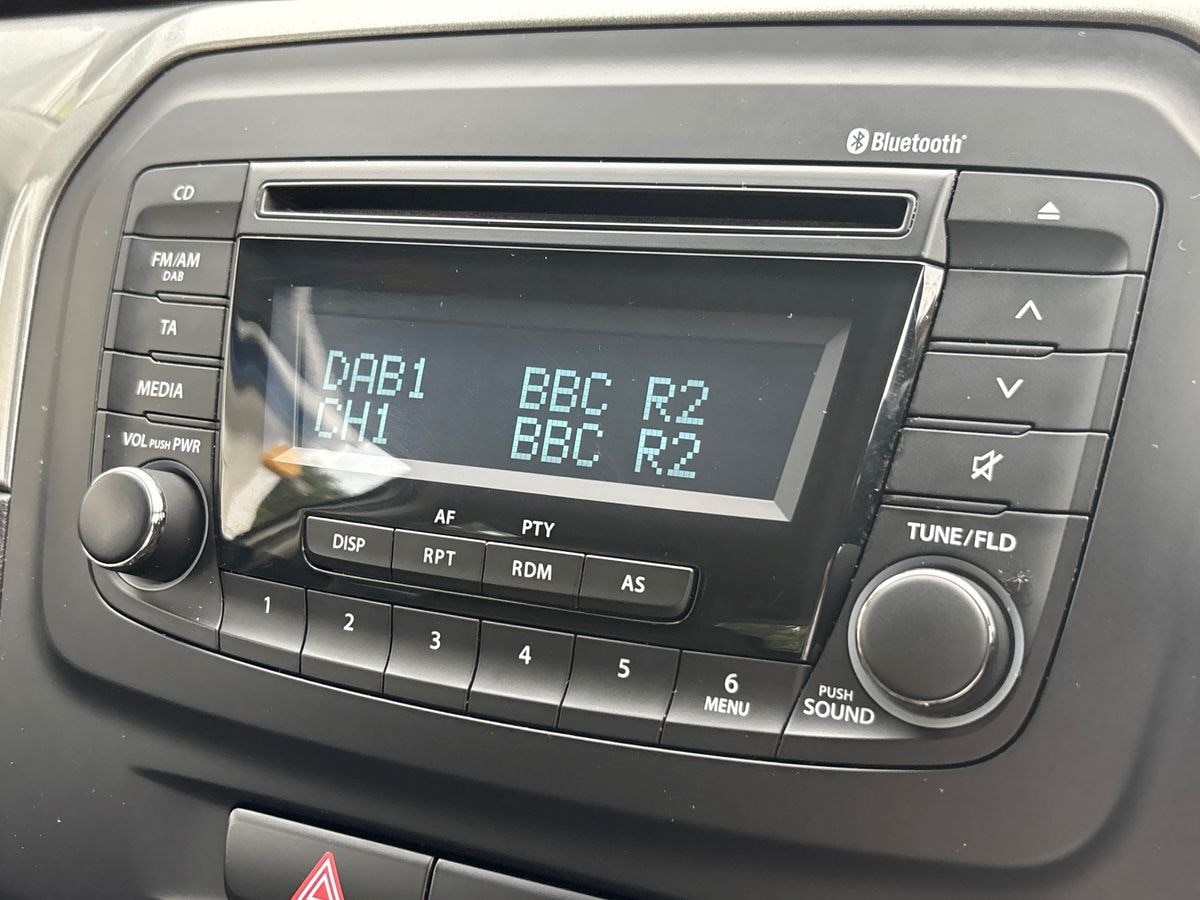 Bluetooth
CD
FM/AM
DAB
TA
MEDIA
VOL PUSH PWR
DAB1 BBC R2
CH1 BBC R2
AF PTY
DISP RPT RDM AS
1 2 3 4 5 6
MENU
TUNE/FLD
PUSH
SOUND